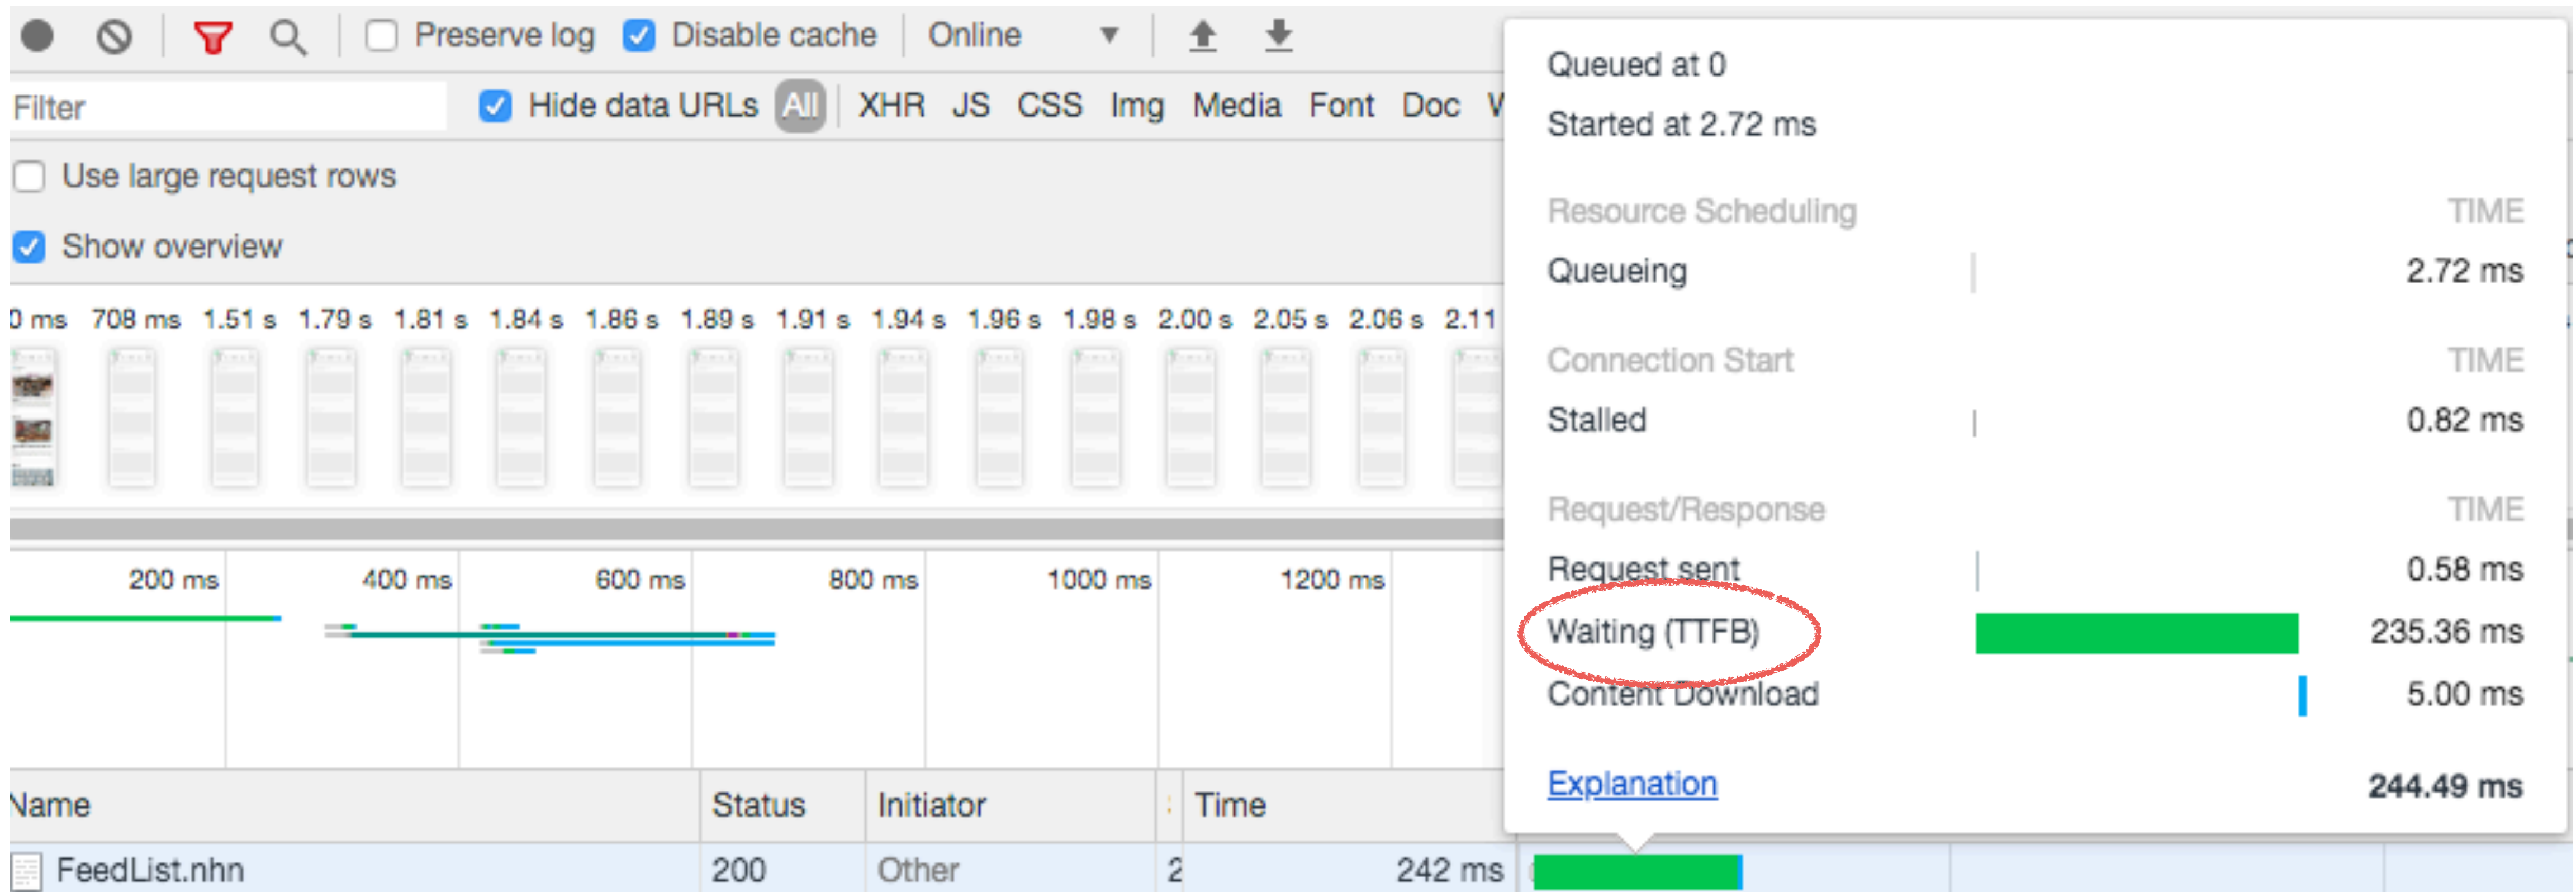 Preserve log Disable cache Online
Filter Hide data URLs All XHR JS CSS Img Media Font Doc
Use large request rows
Show overview
0 ms 708 ms 1.51 s 1.79 s 1.81 s 1.84 s 1.86 s 1.89 s 1.91 s 1.94 s 1.96 s 1.98 s 2.00 s 2.05 s 2.06 s 2.11
200 ms 400 ms 600 ms 800 ms 1000 ms 1200 ms
Name Status Initiator Time
FeedList.nhn 200 Other 2 242 ms
Queued at 0
Started at 2.72 ms
Resource Scheduling TIME
Queueing 2.72 ms
Connection Start TIME
Stalled 0.82 ms
Request/Response TIME
Request sent 0.58 ms
Waiting (TTFB) 235.36 ms
Content Download 5.00 ms
Explanation 244.49 ms